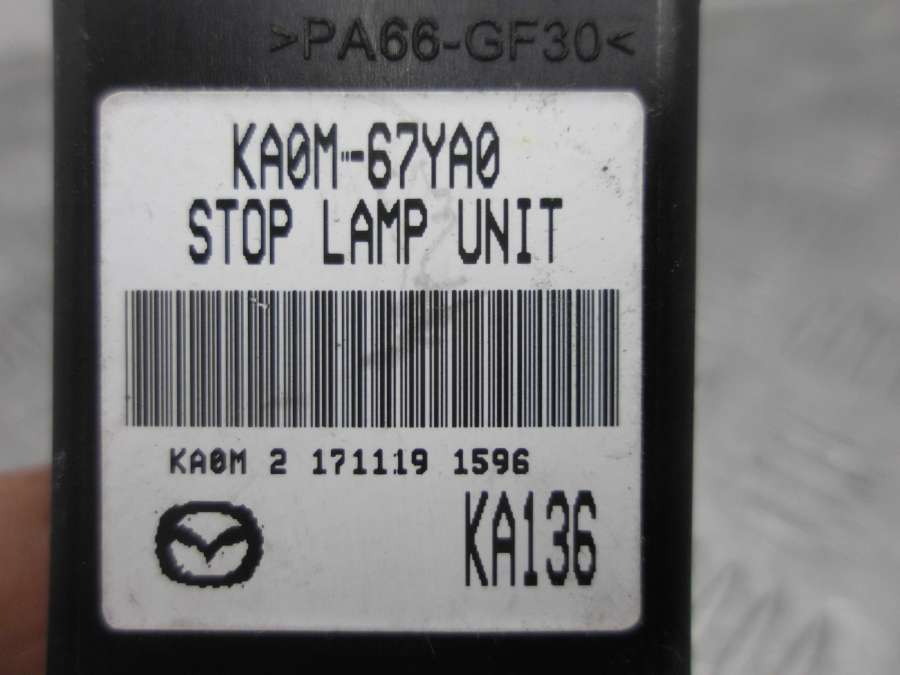 >PA66-GF30<
KA0M-67YA0
STOP LAMP UNIT
KA0M 2 171119 1596
KA136